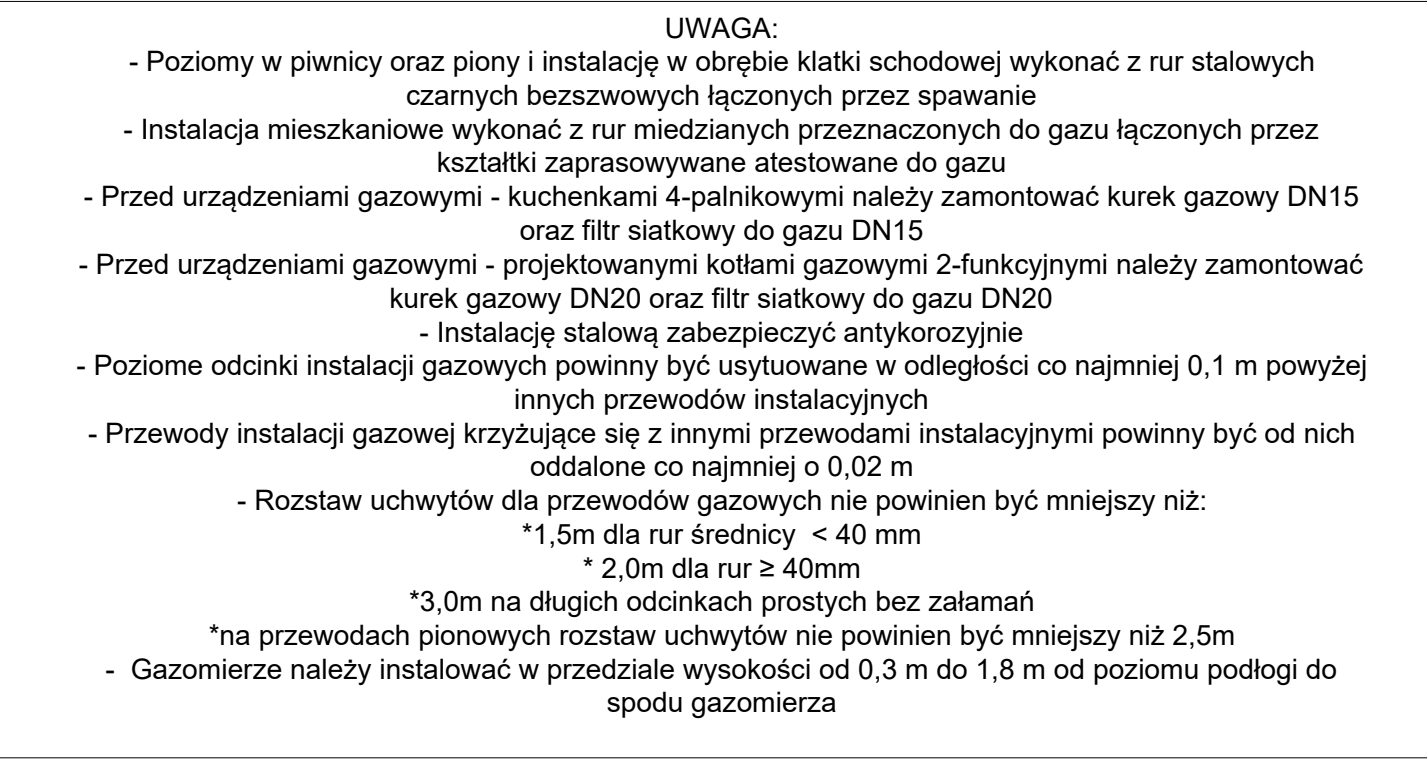 UWAGA:
- Poziomy w piwnicy oraz piony i instalację w obrębie klatki schodowej wykonać z rur stalowych
czarnych bezszwowych łączonych przez spawanie
- Instalacja mieszkaniowe wykonać z rur miedzianych przeznaczonych do gazu łączonych przez
kształtki zaprasowywane atestowane do gazu
- Przed urządzeniami gazowymi - kuchenkami 4-palnikowymi należy zamontować kurek gazowy DN15
oraz filtr siatkowy do gazu DN15
- Przed urządzeniami gazowymi - projektowanymi kotłami gazowymi 2-funkcyjnymi należy zamontować
kurek gazowy DN20 oraz filtr siatkowy do gazu DN20
- Instalację stalową zabezpieczyć antykorozyjnie
- Poziome odcinki instalacji gazowych powinny być usytuowane w odległości co najmniej 0,1 m powyżej
innych przewodów instalacyjnych
- Przewody instalacji gazowej krzyżujące się z innymi przewodami instalacyjnymi powinny być od nich
oddalone co najmniej o 0,02 m
- Rozstaw uchwytów dla przewodów gazowych nie powinien być mniejszy niż:
*1,5m dla rur średnicy  < 40 mm
* 2,0m dla rur ≥ 40mm
*3,0m na długich odcinkach prostych bez załamań
*na przewodach pionowych rozstaw uchwytów nie powinien być mniejszy niż 2,5m
-  Gazomierze należy instalować w przedziale wysokości od 0,3 m do 1,8 m od poziomu podłogi do
spodu gazomierza